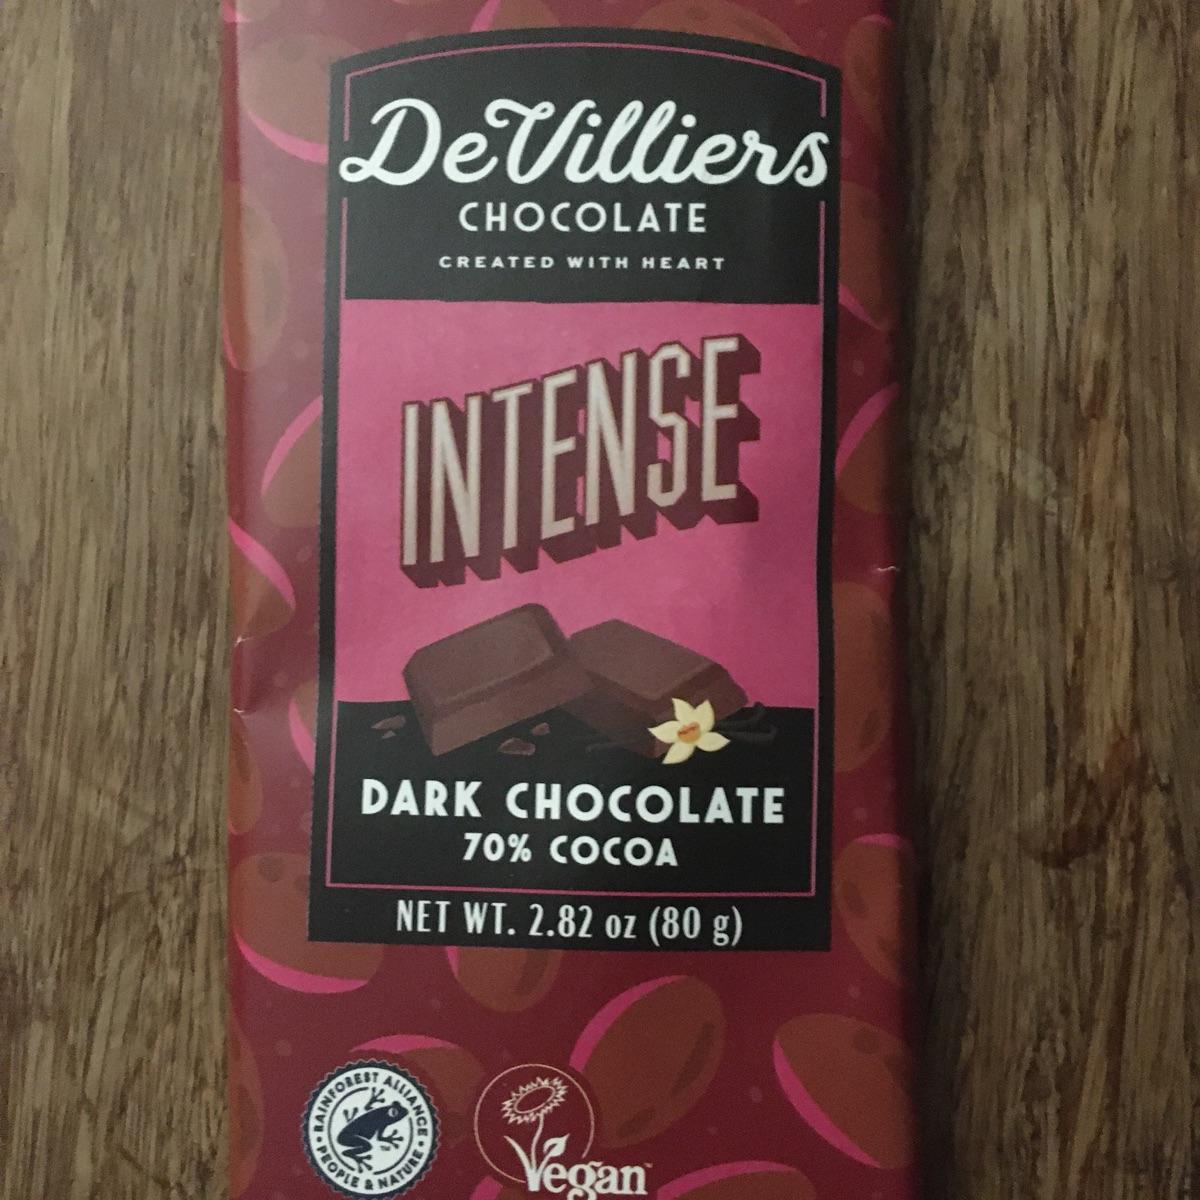 DeVilliers
CHOCOLATE
CREATED WITH HEART
INTENSE
DARK CHOCOLATE
70% COCOA
NET WT. 2.82 oz (80 g)
RAINFOREST ALLIANCE
PEOPLE & NATURE
Vegan